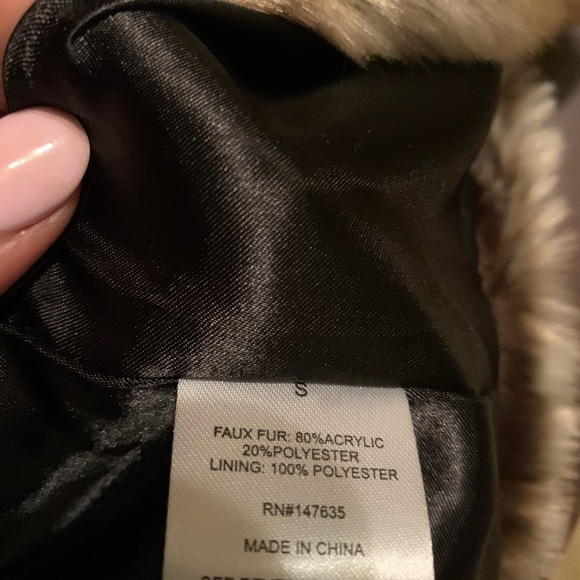 S
FAUX FUR: 80%ACRYLIC
20%POLYESTER
LINING: 100% POLYESTER
RN#147635
MADE IN CHINA